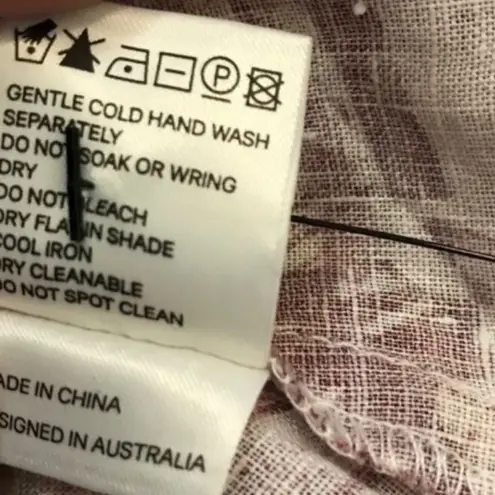 P
GENTLE COLD HAND WASH
SEPARATELY
DO NOT SOAK OR WRING
DRY
DO NOT BLEACH
DRY FLAT IN SHADE
COOL IRON
DRY CLEANABLE
DO NOT SPOT CLEAN
ADE IN CHINA
SIGNED IN AUSTRALIA